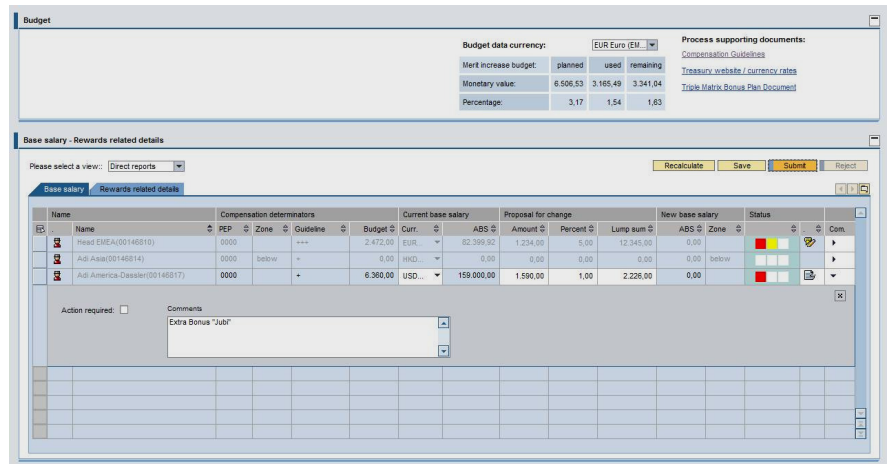 Budget
Budget data currency: EUR Euro (EM...
Process supporting documents:
Compensation Guidelines
Treasury website / currency rates
Triple Matrix Bonus Plan Document
Merit increase budget: planned used remaining
Monetary value: 6.506,53 3.165,49 3.341,04
Percentage: 3,17 1,54 1,63
Base salary - Rewards related details
Please select a view:: Direct reports
Recalculate Save Submit Reject
Base salary Rewards related details
Name Compensation determinators Current base salary Proposal for change New base salary Status
. Name PEP Zone Guideline Budget Curr. ABS Amount Percent Lump sum ABS Zone . Com.
Head EMEA(00146810) 0000 +++ 2.472,00 EUR... 82.399,92 1.234,00 5,00 12.345,00 0,00
Adi Asia(00146814) 0000 below + 0,00 HKD... 0,00 0,00 0,00 0,00 0,00 below
Adi America-Dassler(00146817) 0000 + 6.360,00 USD... 159.000,00 1.590,00 1,00 2.226,00 0,00
Action required:
Comments
Extra Bonus "Jubi"